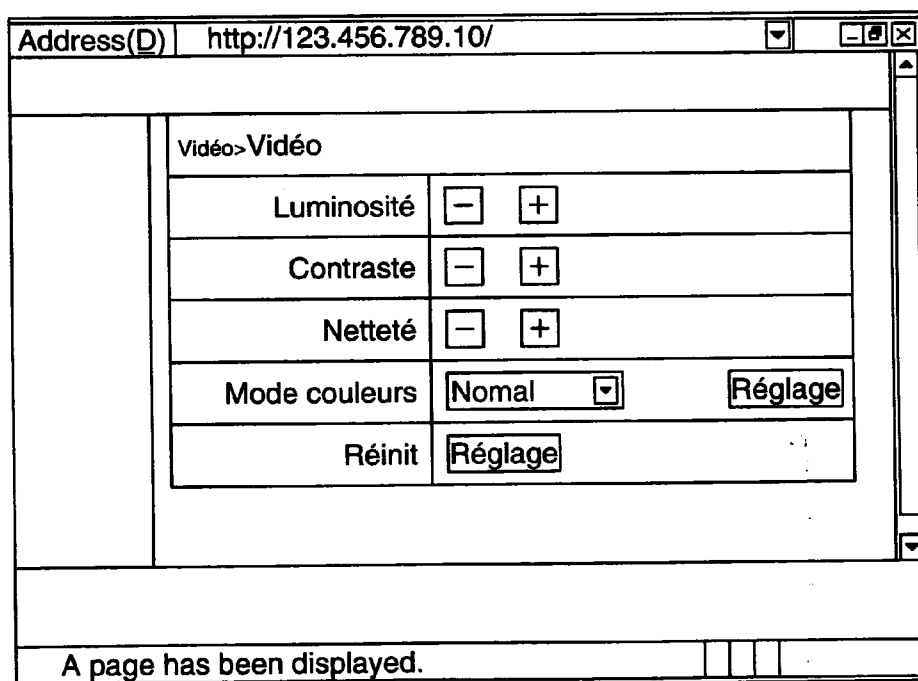 Address(D) http://123.456.789.10/
Vidéo>Vidéo
Luminosité − +
Contraste − +
Netteté − +
Mode couleurs Nomal Réglage
Réinit Réglage
A page has been displayed.